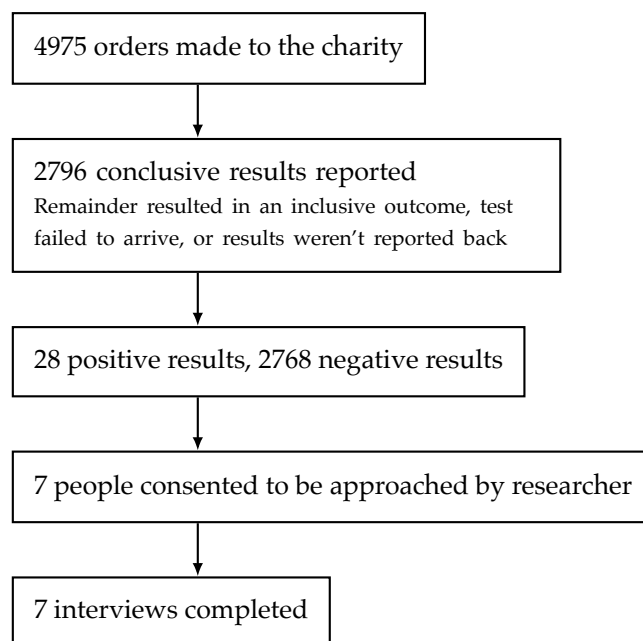 4975 orders made to the charity
2796 conclusive results reported
Remainder resulted in an inclusive outcome, test
failed to arrive, or results weren't reported back
28 positive results, 2768 negative results
7 people consented to be approached by researcher
7 interviews completed